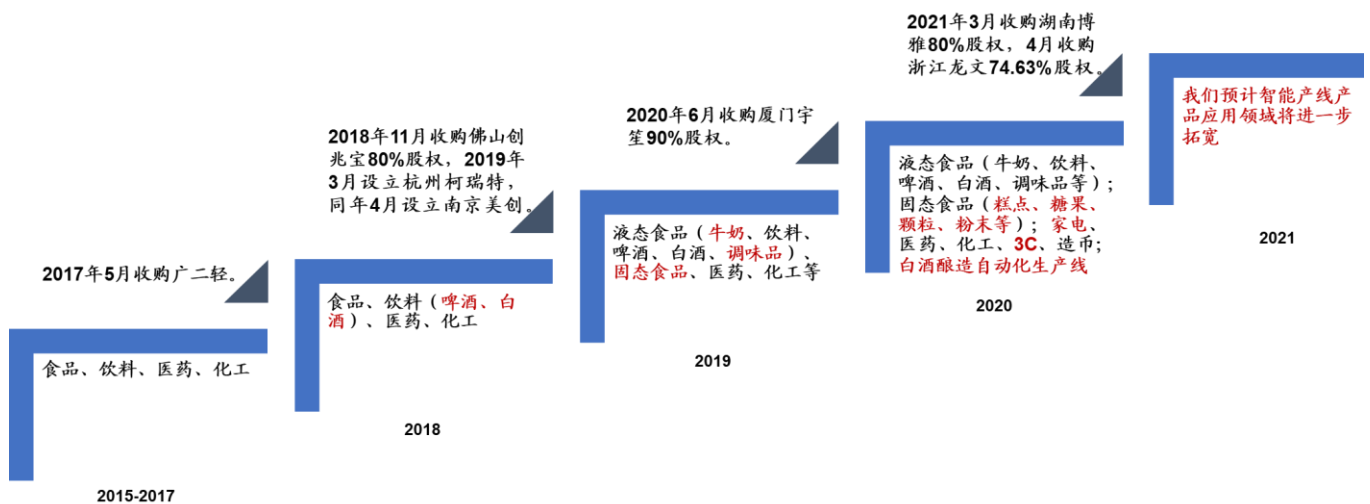 2017年5月收购广二轻。
食品、饮料、医药、化工
2015-2017
2018年11月收购佛山创
兆宝80%股权，2019年
3月设立杭州柯瑞特，
同年4月设立南京美创。
食品、饮料（啤酒、白
酒）、医药、化工
2018
2020年6月收购厦门宇
笙90%股权。
液态食品（牛奶、饮料、
啤酒、白酒、调味品）、
固态食品、医药、化工等
2019
2021年3月收购湖南博
雅80%股权，4月收购
浙江龙文74.63%股权。
液态食品（牛奶、饮料、
啤酒、白酒、调味品等）；
固态食品（糕点、糖果、
颗粒、粉末等）；家电、
医药、化工、3C、造币；
白酒酿造自动化生产线
2020
我们预计智能产线产
品应用领域将进一步
拓宽
2021